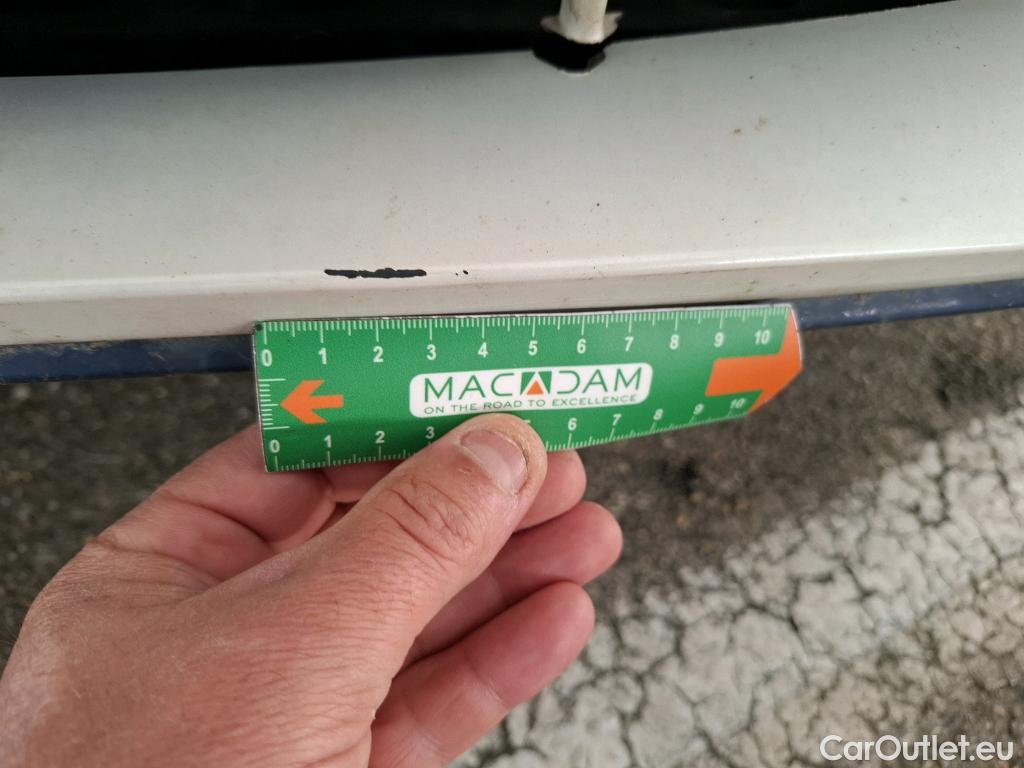 0 1 2 3 4 5 6 7 8 9 10
MACADAM
ON THE ROAD TO EXCELLENCE
0 1 2 3 6 7 8 9 10
CarOutlet.eu